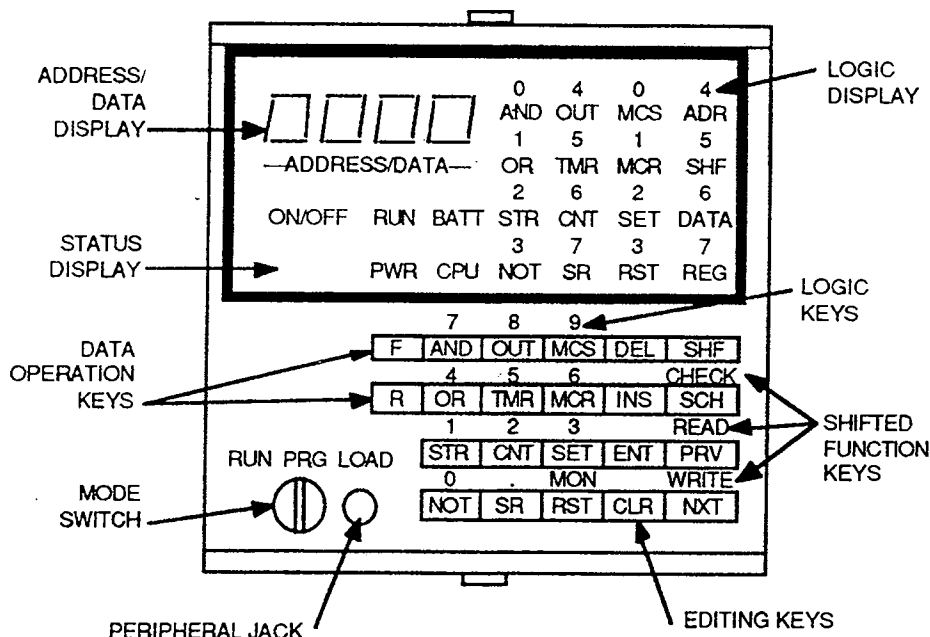 ADDRESS/
DATA
DISPLAY
LOGIC
DISPLAY
0 4 0 4
AND OUT MCS ADR
1 5 1 5
—ADDRESS/DATA— OR TMR MCR SHF
2 6 2 6
ON/OFF RUN BATT STR CNT SET DATA
3 7 3 7
PWR CPU NOT SR RST REG
STATUS
DISPLAY
LOGIC
KEYS
7 8 9
F AND OUT MCS DEL SHF
4 5 6 CHECK
R OR TMR MCR INS SCH
1 2 3 READ
STR CNT SET ENT PRV
0 . MON WRITE
NOT SR RST CLR NXT
DATA
OPERATION
KEYS
SHIFTED
FUNCTION
KEYS
RUN PRG LOAD
MODE
SWITCH
PERIPHERAL JACK
EDITING KEYS